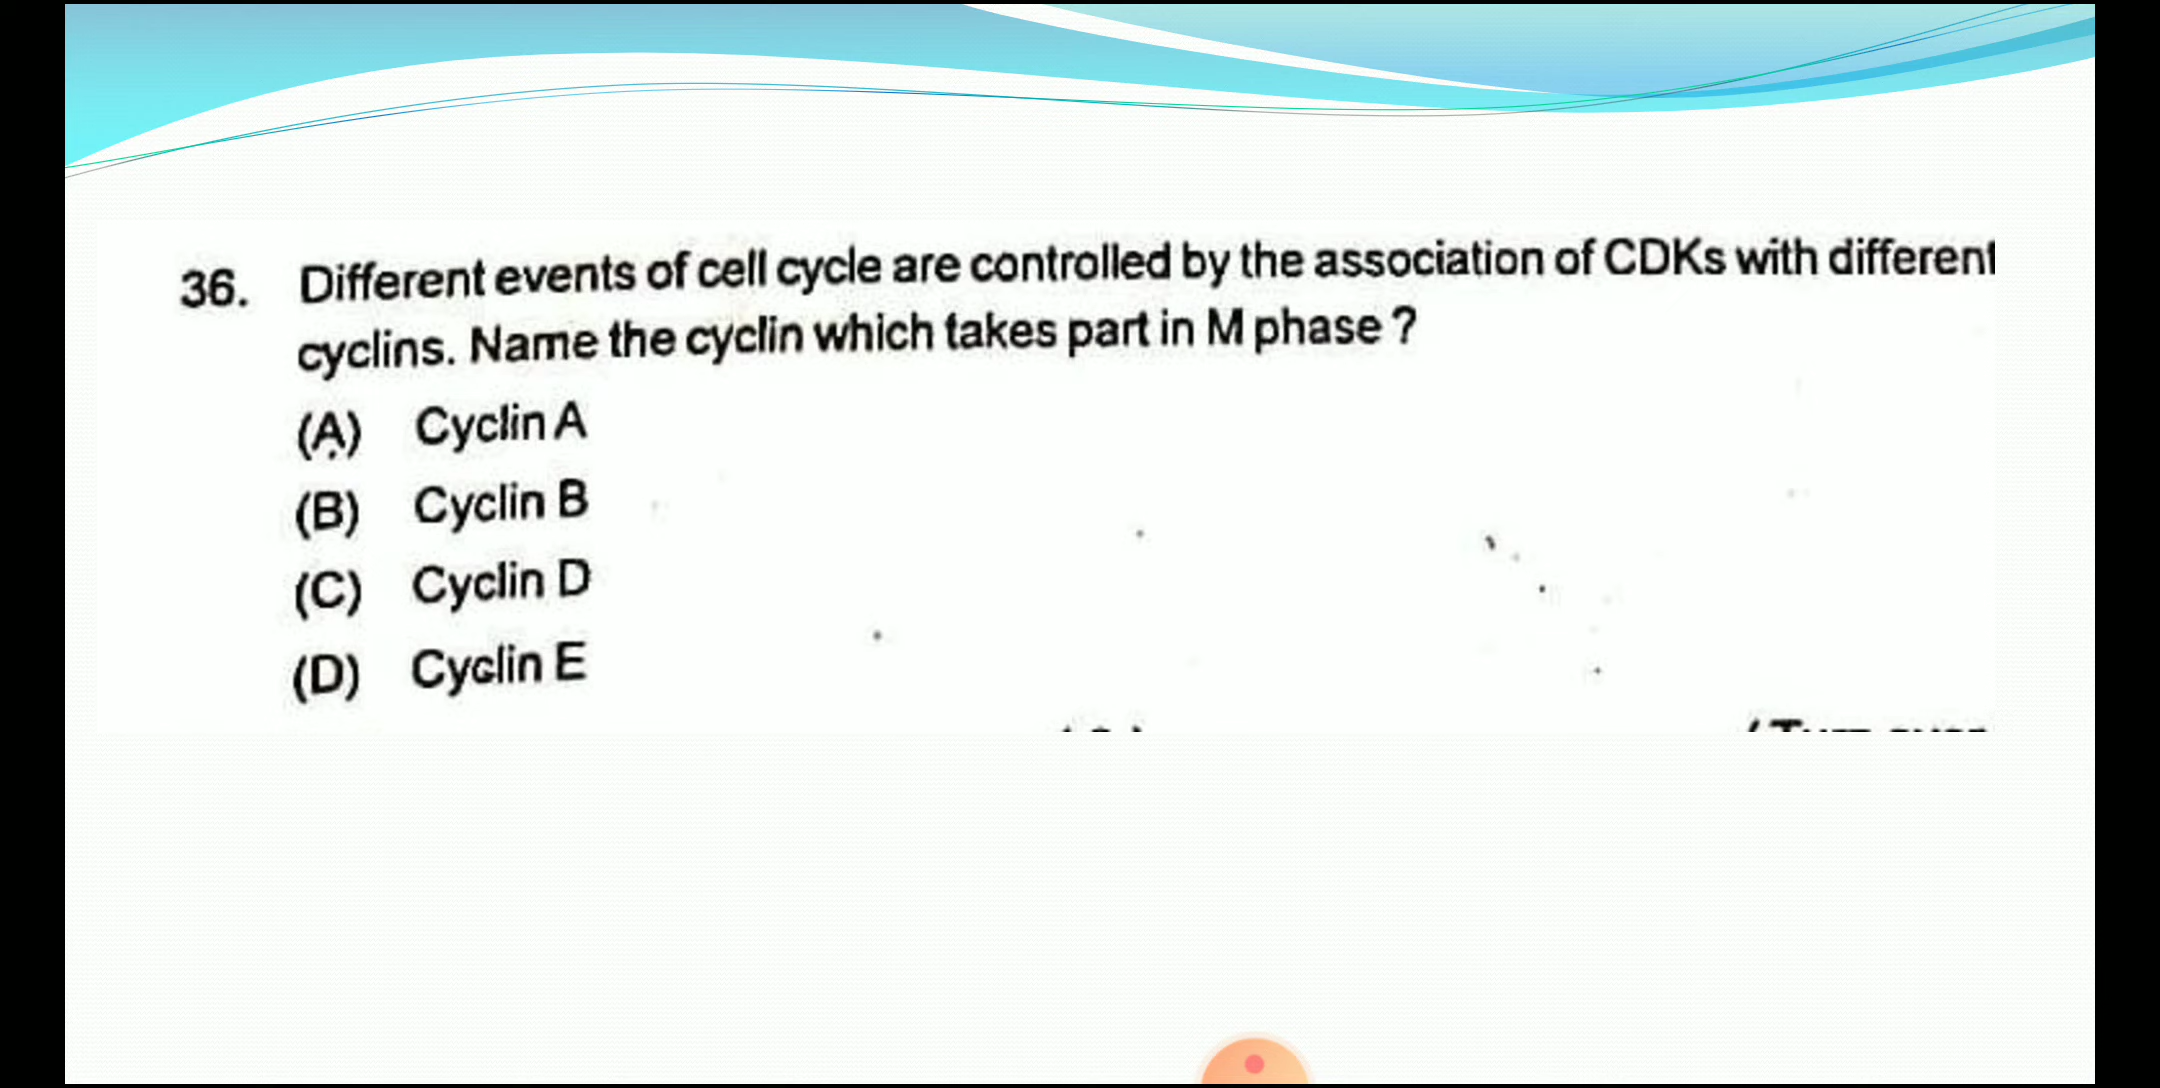 36. Different events of cell cycle are controlled by the association of CDKs with different
cyclins. Name the cyclin which takes part in M phase ?
(A) Cyclin A
(B) Cyclin B
(C) Cyclin D
(D) Cyclin E